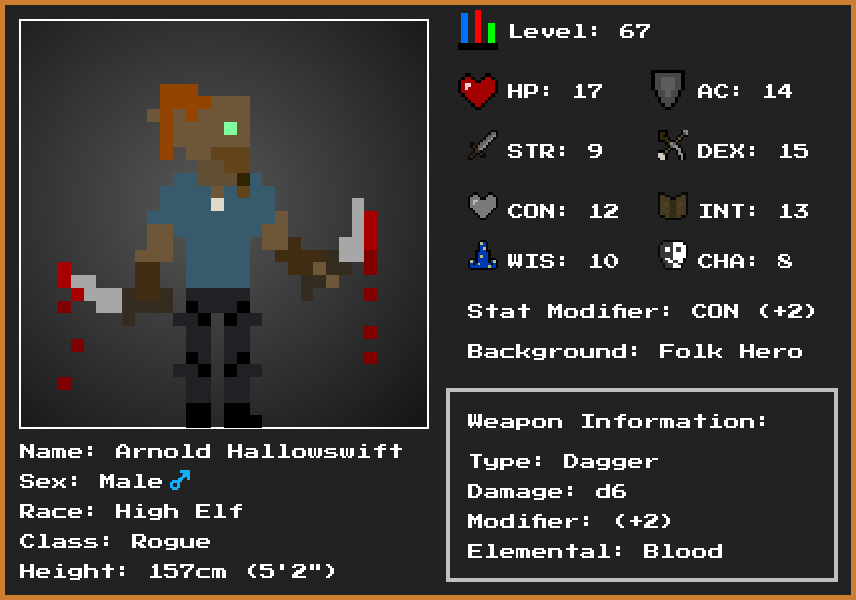 Level: 67
HP: 17
AC: 14
STR: 9
DEX: 15
CON: 12
INT: 13
WIS: 10
CHA: 8
Stat Modifier: CON (+2)
Background: Folk Hero
Weapon Information:
Type: Dagger
Damage: d6
Modifier: (+2)
Elemental: Blood
Name: Arnold Hallowswift
Sex: Male ♂
Race: High Elf
Class: Rogue
Height: 157cm (5'2")